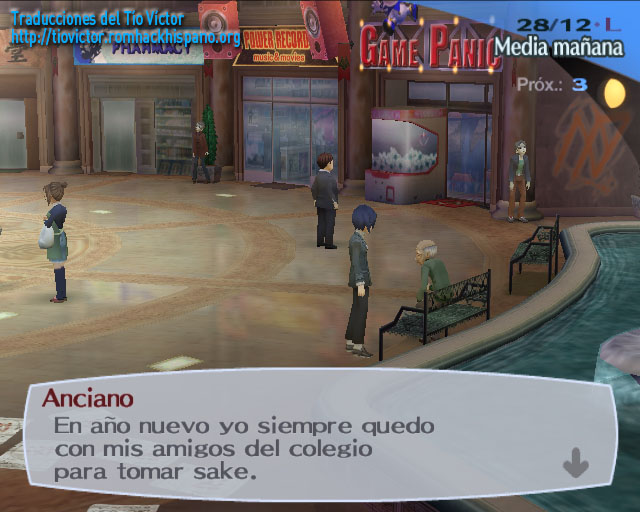 Traducciones del Tio Victor
http://tiovictor.romhackhispano.org
28/12 · L
Media mañana
Próx.: 3
PHARMACY
POWER RECORD
music & movies
GAME PANIC
Anciano
En año nuevo yo siempre quedo
con mis amigos del colegio
para tomar sake.